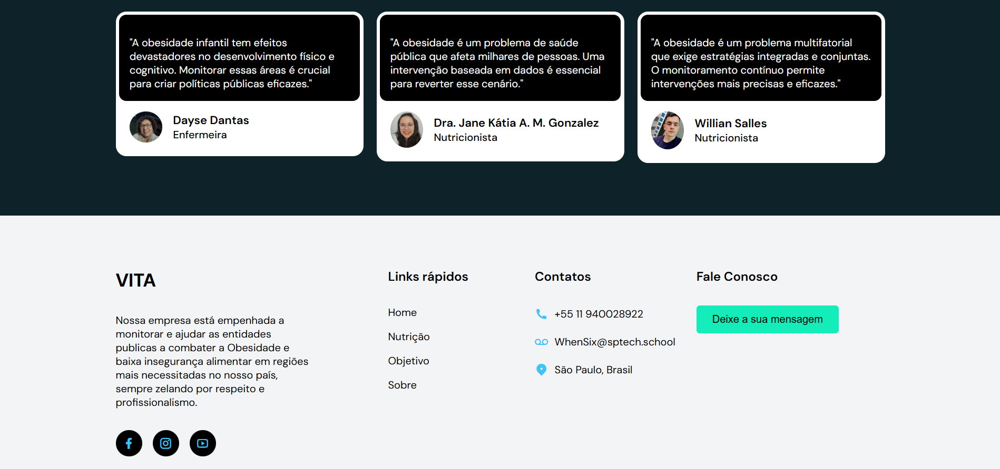 "A obesidade infantil tem efeitos
devastadores no desenvolvimento físico e
cognitivo. Monitorar essas áreas é crucial
para criar políticas públicas eficazes."
Dayse Dantas
Enfermeira
"A obesidade é um problema de saúde
pública que afeta milhares de pessoas. Uma
intervenção baseada em dados é essencial
para reverter esse cenário."
Dra. Jane Kátia A. M. Gonzalez
Nutricionista
"A obesidade é um problema multifatorial
que exige estratégias integradas e conjuntas.
O monitoramento contínuo permite
intervenções mais precisas e eficazes."
Willian Salles
Nutricionista
VITA
Nossa empresa está empenhada a
monitorar e ajudar as entidades
publicas a combater a Obesidade e
baixa insegurança alimentar em regiões
mais necessitadas no nosso país,
sempre zelando por respeito e
profissionalismo.
Links rápidos
Home
Nutrição
Objetivo
Sobre
Contatos
+55 11 940028922
WhenSix@sptech.school
São Paulo, Brasil
Fale Conosco
Deixe a sua mensagem